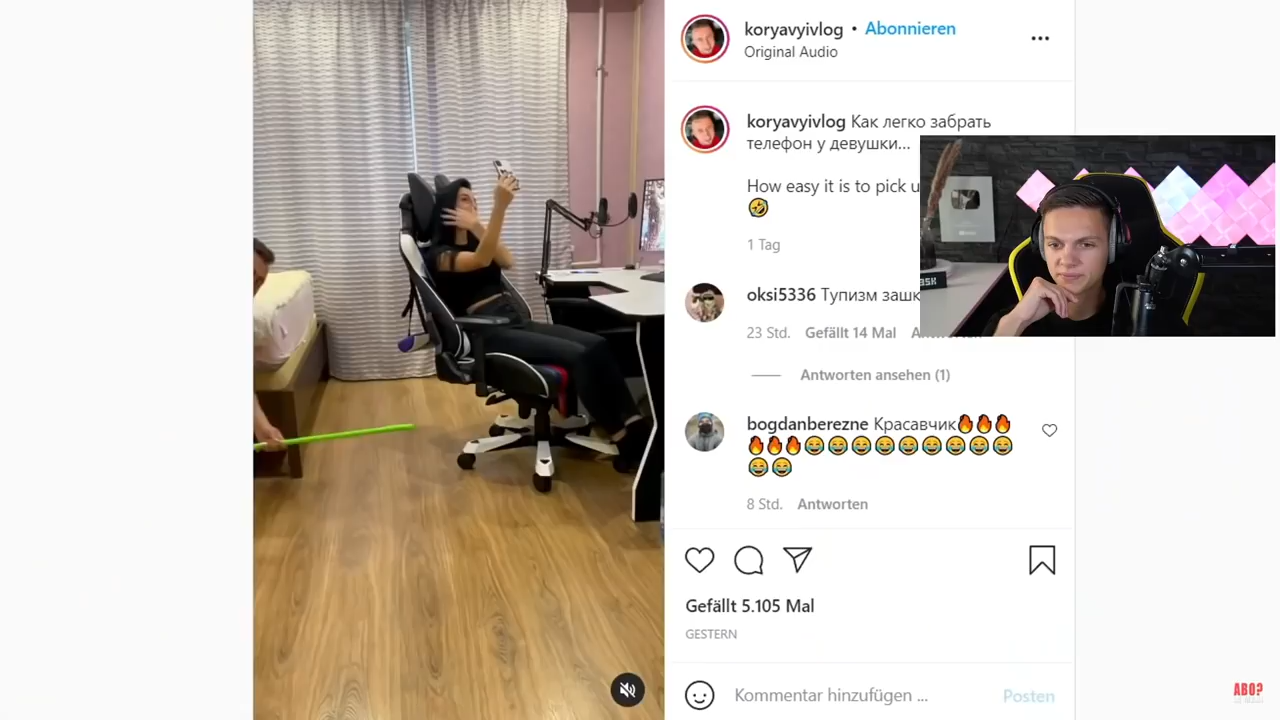 koryavyivlog • Abonnieren
Original Audio
koryavyivlog Как легко забрать
телефон у девушки...
How easy it is to pick
🤣
1 Tag
oksi5336 Тупизм
23 Std. Gefällt 14 Mal
Antworten ansehen (1)
bogdanberezne Красавчик🔥🔥🔥
🔥🔥🔥😂😂😂😂😂😂😂😂😂
😂😂
8 Std. Antworten
Gefällt 5.105 Mal
GESTERN
Kommentar hinzufügen ...
Posten
ABO?